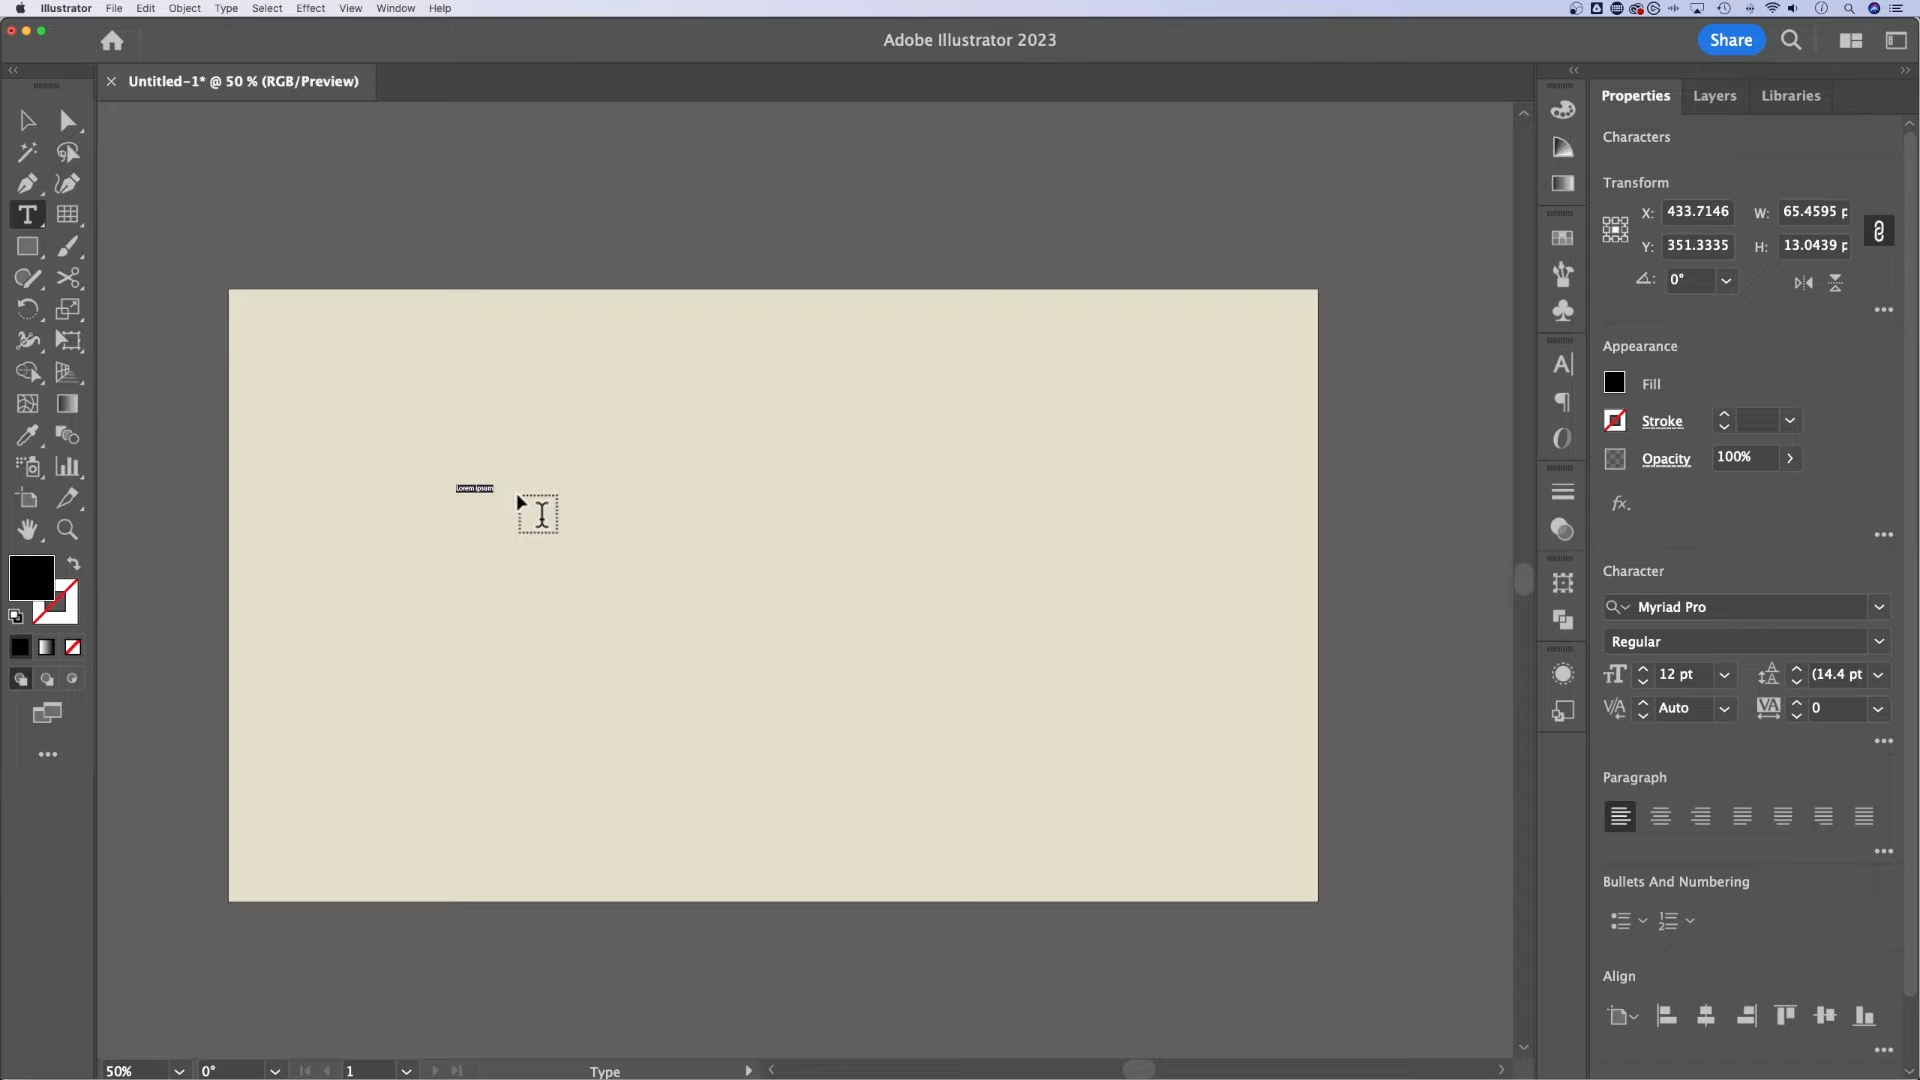 Illustrator File Edit Object Type Select Effect View Window Help
Adobe Illustrator 2023
Share
Untitled-1* @ 50 % (RGB/Preview)
Properties Layers Libraries
Characters
Transform
X: 433.7146 W: 65.4595 p
Y: 351.3335 H: 13.0439 p
0°
Appearance
Fill
Stroke
Opacity 100%
fx.
Lorem ipsum
Character
Myriad Pro
Regular
12 pt (14.4 pt
Auto 0
Paragraph
Bullets And Numbering
Align
50% 0° 1 Type